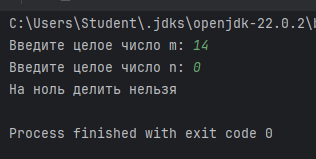 C:\Users\Student\.jdks\openjdk-22.0.2\
Введите целое число m: 14
Введите целое число n: 0
На ноль делить нельзя
Process finished with exit code 0